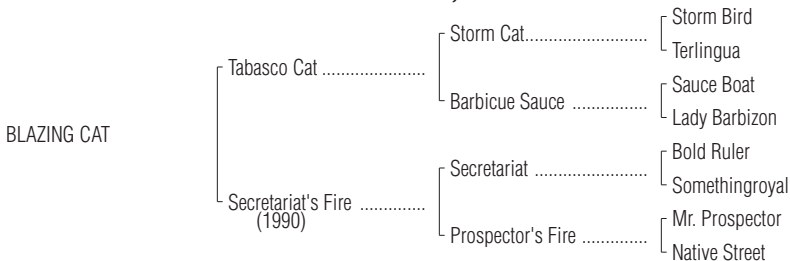 Storm Bird
Storm Cat..........................
Terlingua
Tabasco Cat ......................
Sauce Boat
Barbicue Sauce ................
Lady Barbizon
BLAZING CAT
Bold Ruler
Secretariat ........................
Somethingroyal
Secretariat's Fire ..............
(1990)
Mr. Prospector
Prospector's Fire ..............
Native Street